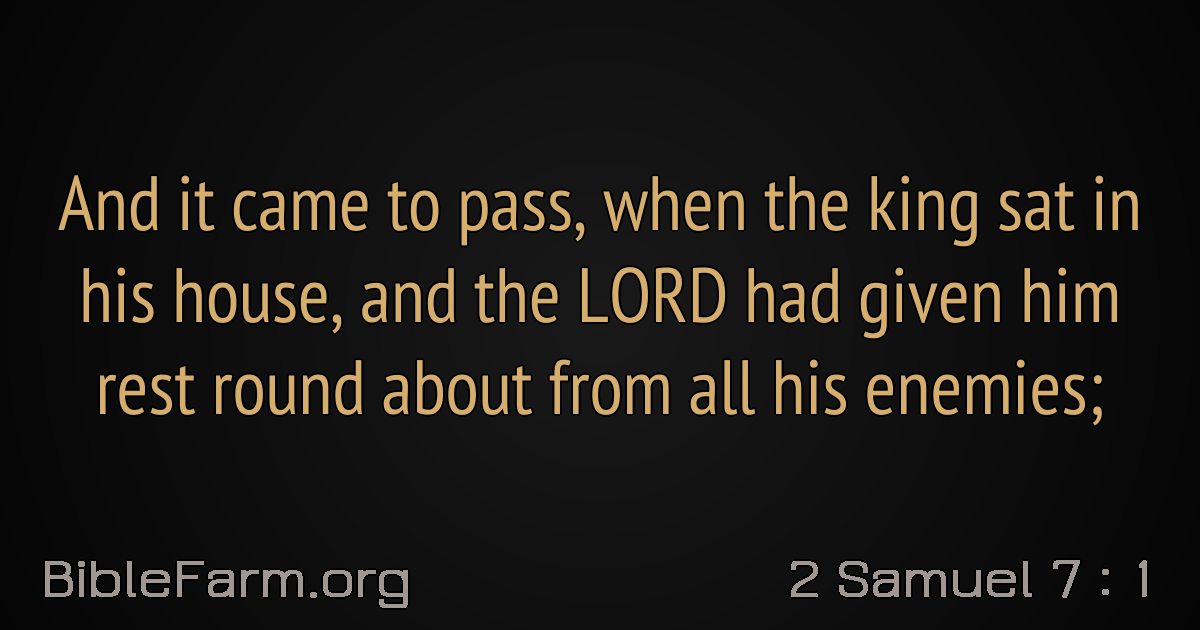 And it came to pass, when the king sat in
his house, and the LORD had given him
rest round about from all his enemies;
BibleFarm.org
2 Samuel 7 : 1